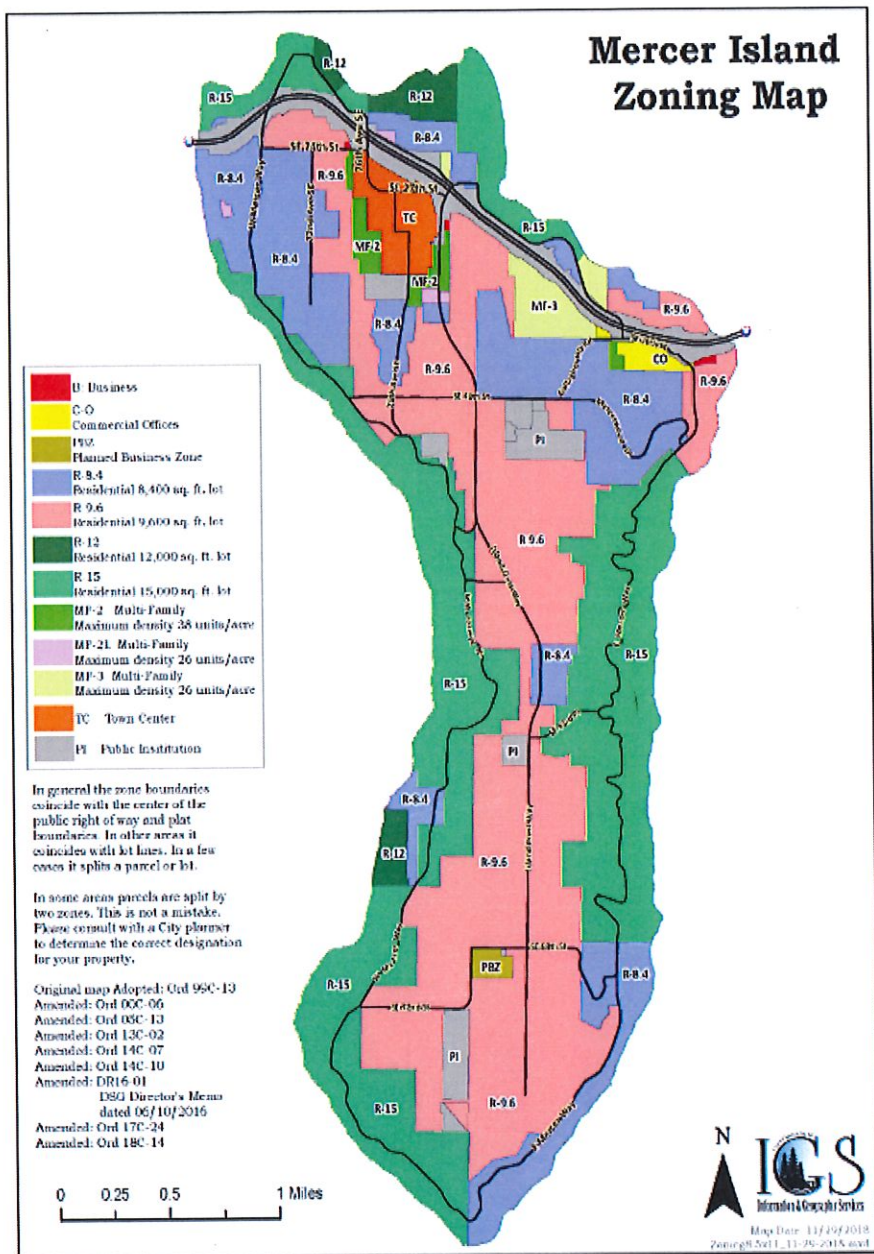 Mercer Island
Zoning Map
R-12
R-15
R-12
R-8.4
R-8.4
R-9.6
TC
R-15
MF-2
R-8.4
MF-2
MF-3
R-9.6
R-8.4
R-9.6
CO
R-9.6
R-8.4
PI
R-9.6
R-8.4
R-15
R-15
PI
R-8.4
R-12
R-9.6
PBZ
R-8.4
R-15
PI
R-9.6
R-15
B Business
C-O
Commercial Offices
PBZ
Planned Business Zone
R-8.4
Residential 8,400 sq. ft. lot
R-9.6
Residential 9,600 sq. ft. lot
R-12
Residential 12,000 sq. ft. lot
R-15
Residential 15,000 sq. ft. lot
MF-2 Multi-Family
Maximum density 38 units/acre
MF-2L Multi-Family
Maximum density 26 units/acre
MF-3 Multi-Family
Maximum density 26 units/acre
TC Town Center
PI Public Institution
In general the zone boundaries
coincide with the center of the
public right of way and plat
boundaries. In other areas it
coincides with lot lines. In a few
cases it splits a parcel or lot.
In some areas parcels are split by
two zones. This is not a mistake.
Please consult with a City planner
to determine the correct designation
for your property.
Original map Adopted: Ord 99C-13
Amended: Ord 00C-06
Amended: Ord 08C-13
Amended: Ord 13C-02
Amended: Ord 14C-07
Amended: Ord 14C-10
Amended: DR16-01
DSG Director's Memo
dated 06/10/2016
Amended: Ord 17C-24
Amended: Ord 18C-14
0 0.25 0.5 1 Miles
N
IGS
Information & Geographic Services
Map Date: 11/29/2018